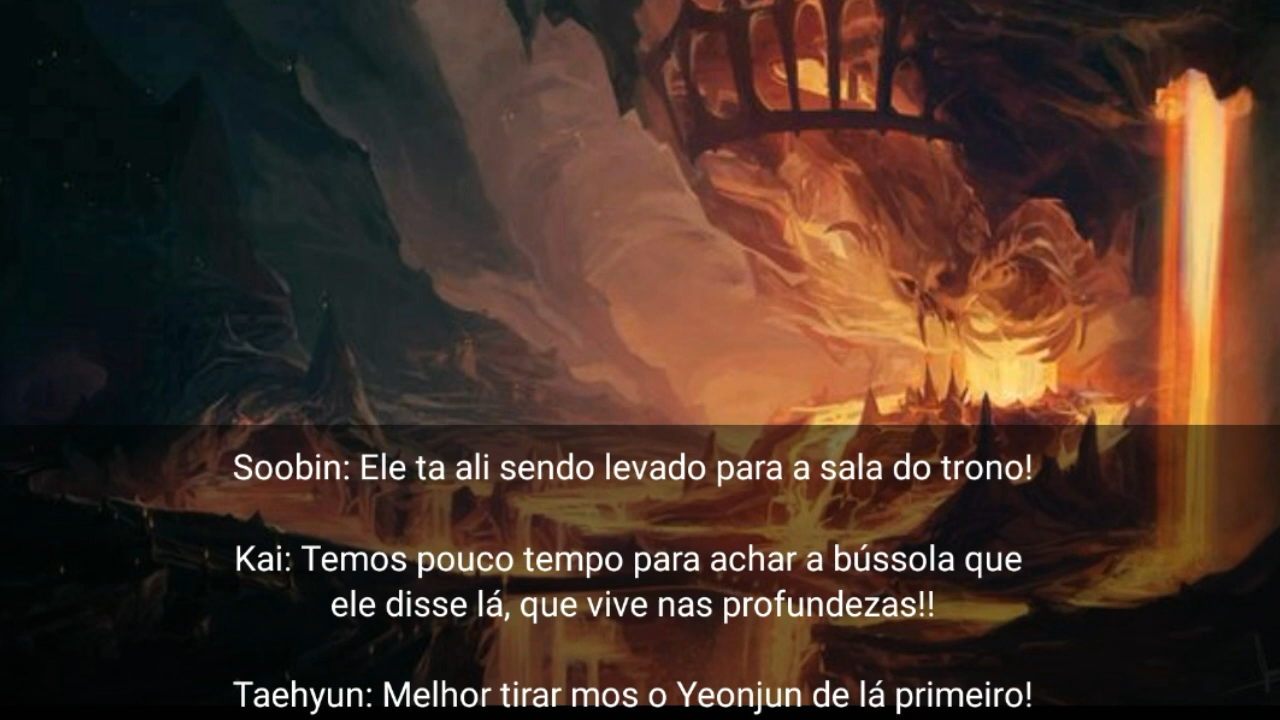 Soobin: Ele ta ali sendo levado para a sala do trono!
Kai: Temos pouco tempo para achar a bússola que
ele disse lá, que vive nas profundezas!!
Taehyun: Melhor tirar mos o Yeonjun de lá primeiro!